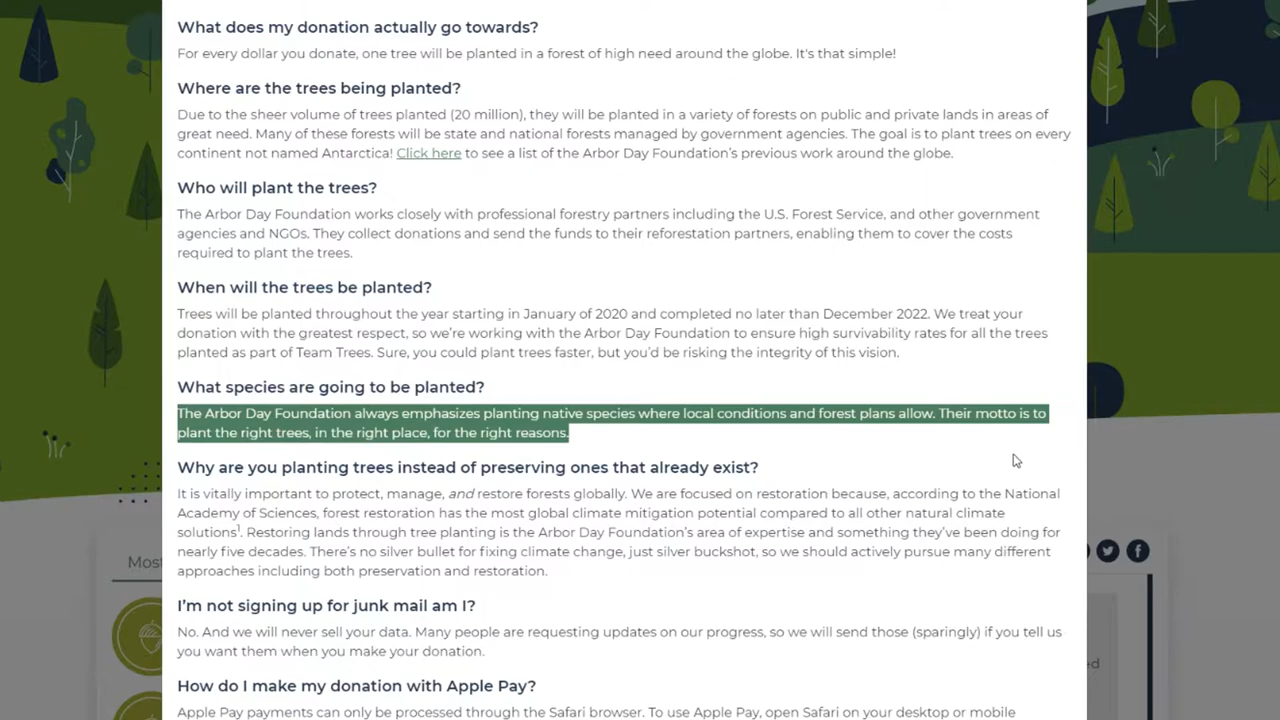 What does my donation actually go towards?
For every dollar you donate, one tree will be planted in a forest of high need around the globe. It's that simple!
Where are the trees being planted?
Due to the sheer volume of trees planted (20 million), they will be planted in a variety of forests on public and private lands in areas of
great need. Many of these forests will be state and national forests managed by government agencies. The goal is to plant trees on every
continent not named Antarctica! Click here to see a list of the Arbor Day Foundation's previous work around the globe.
Who will plant the trees?
The Arbor Day Foundation works closely with professional forestry partners including the U.S. Forest Service, and other government
agencies and NGOs. They collect donations and send the funds to their reforestation partners, enabling them to cover the costs
required to plant the trees.
When will the trees be planted?
Trees will be planted throughout the year starting in January of 2020 and completed no later than December 2022. We treat your
donation with the greatest respect, so we're working with the Arbor Day Foundation to ensure high survivability rates for all the trees
planted as part of Team Trees. Sure, you could plant trees faster, but you'd be risking the integrity of this vision.
What species are going to be planted?
The Arbor Day Foundation always emphasizes planting native species where local conditions and forest plans allow. Their motto is to
plant the right trees, in the right place, for the right reasons.
Why are you planting trees instead of preserving ones that already exist?
It is vitally important to protect, manage, and restore forests globally. We are focused on restoration because, according to the National
Academy of Sciences, forest restoration has the most global climate mitigation potential compared to all other natural climate
solutions¹. Restoring lands through tree planting is the Arbor Day Foundation's area of expertise and something they've been doing for
nearly five decades. There's no silver bullet for fixing climate change, just silver buckshot, so we should actively pursue many different
approaches including both preservation and restoration.
Most
I'm not signing up for junk mail am I?
No. And we will never sell your data. Many people are requesting updates on our progress, so we will send those (sparingly) if you tell us
you want them when you make your donation.
ed
How do I make my donation with Apple Pay?
Apple Pay payments can only be processed through the Safari browser. To use Apple Pay, open Safari on your desktop or mobile